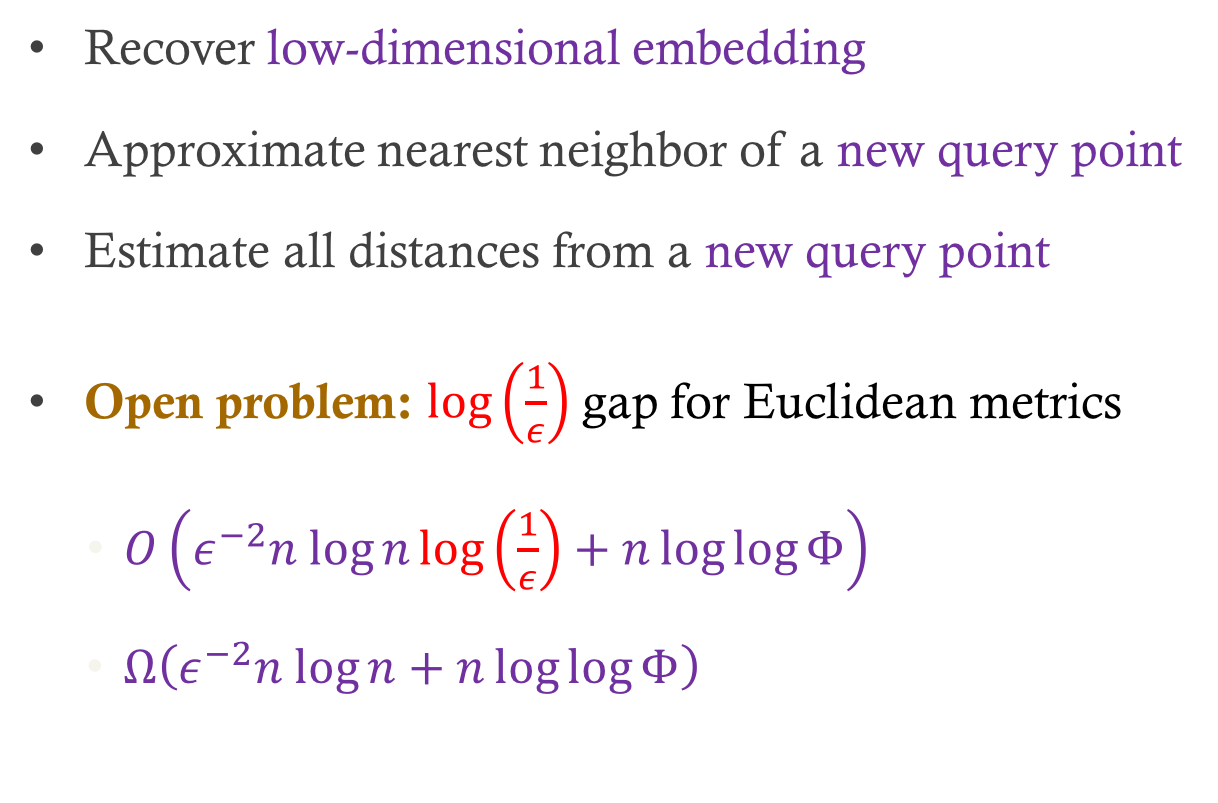 • Recover low-dimensional embedding
• Approximate nearest neighbor of a new query point
• Estimate all distances from a new query point
• Open problem: log(1/ϵ) gap for Euclidean metrics
• O(ϵ⁻²n log n log(1/ϵ) + n log log Φ)
• Ω(ϵ⁻²n log n + n log log Φ)